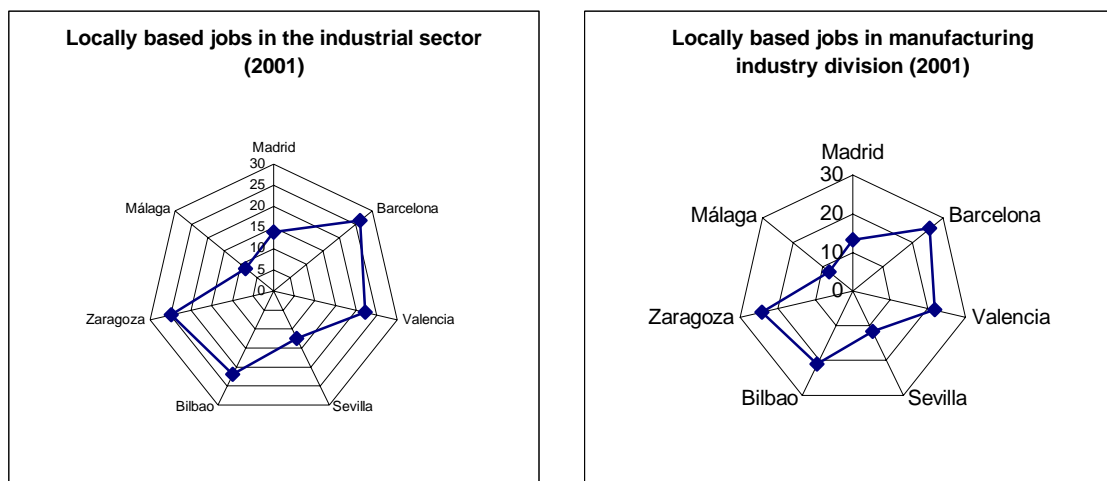 Locally based jobs in the industrial sector
(2001)
Madrid
30
25
20
15
10
5
0
Barcelona
Valencia
Sevilla
Bilbao
Zaragoza
Málaga
Locally based jobs in manufacturing
industry division (2001)
Madrid
30
20
10
0
Barcelona
Valencia
Sevilla
Bilbao
Zaragoza
Málaga